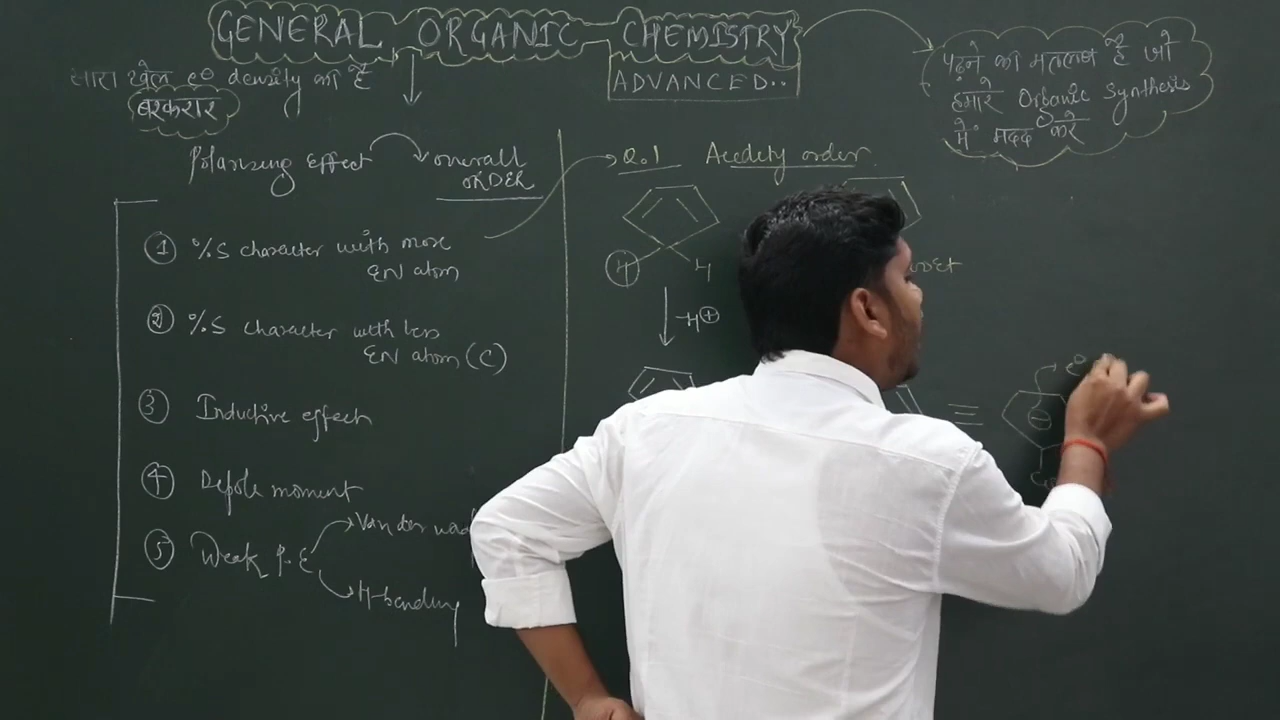 GENERAL ORGANIC CHEMISTRY
ADVANCED..
सारा खेल e⊖ density का है
बरकरार
पढ़ने का मतलब है जो
हमारे Organic synthesis
में मदद करे
Polarising Effect
overall
ORDER
① %S character with more
EN atom
② %S character with less
EN atom (C)
③ Inductive effect
④ Dipole moment
⑤ Weak P.E
Van der
H-bonding
Q.1 Acedety order.
H H
-H⊕
e⊖